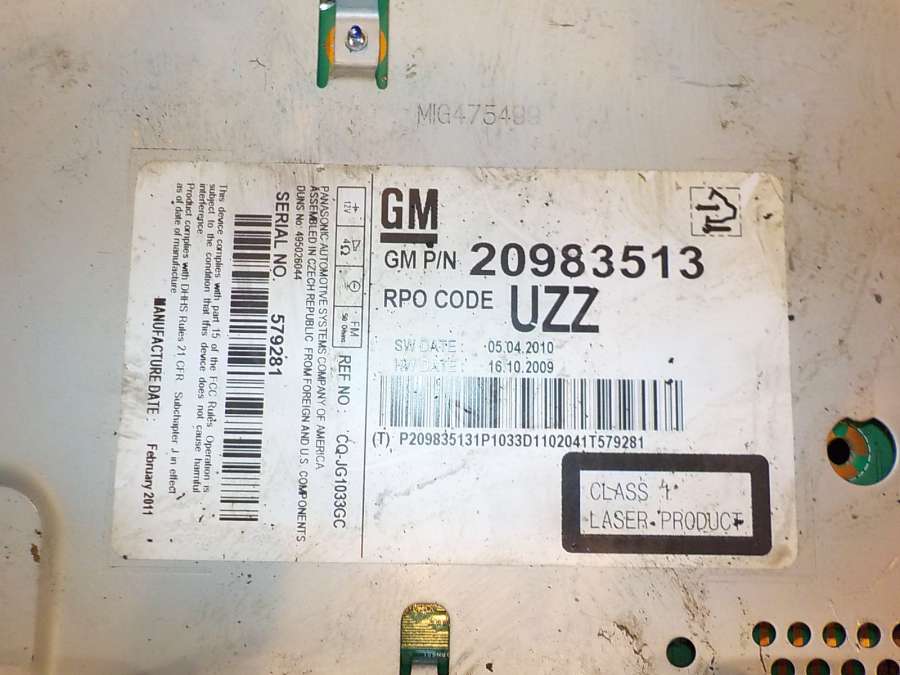 MIG475499
GM
GM P/N 20983513
RPO CODE UZZ
SW DATE : 05.04.2010
HW DATE : 16.10.2009
(T) P209835131P1033D1102041T579281
CLASS 1
LASER PRODUCT
+ 12V
4Ω
FM 50 Ohms
REF NO : CQ-JG1033GC
PANASONIC AUTOMOTIVE SYSTEMS COMPANY OF AMERICA
ASSEMBLED IN CZECH REPUBLIC FROM FOREIGN AND U.S. COMPONENTS
DUNS No: 495026044
SERIAL NO. 579281
This device complies with part 15 of the FCC Rules Operation is
subject to the condition that this device does not cause harmful
interference
Product complies with DHHS Rules 21 CFR Subchapter J in effect
as of date of manufacture
MANUFACTURE DATE : February 2011